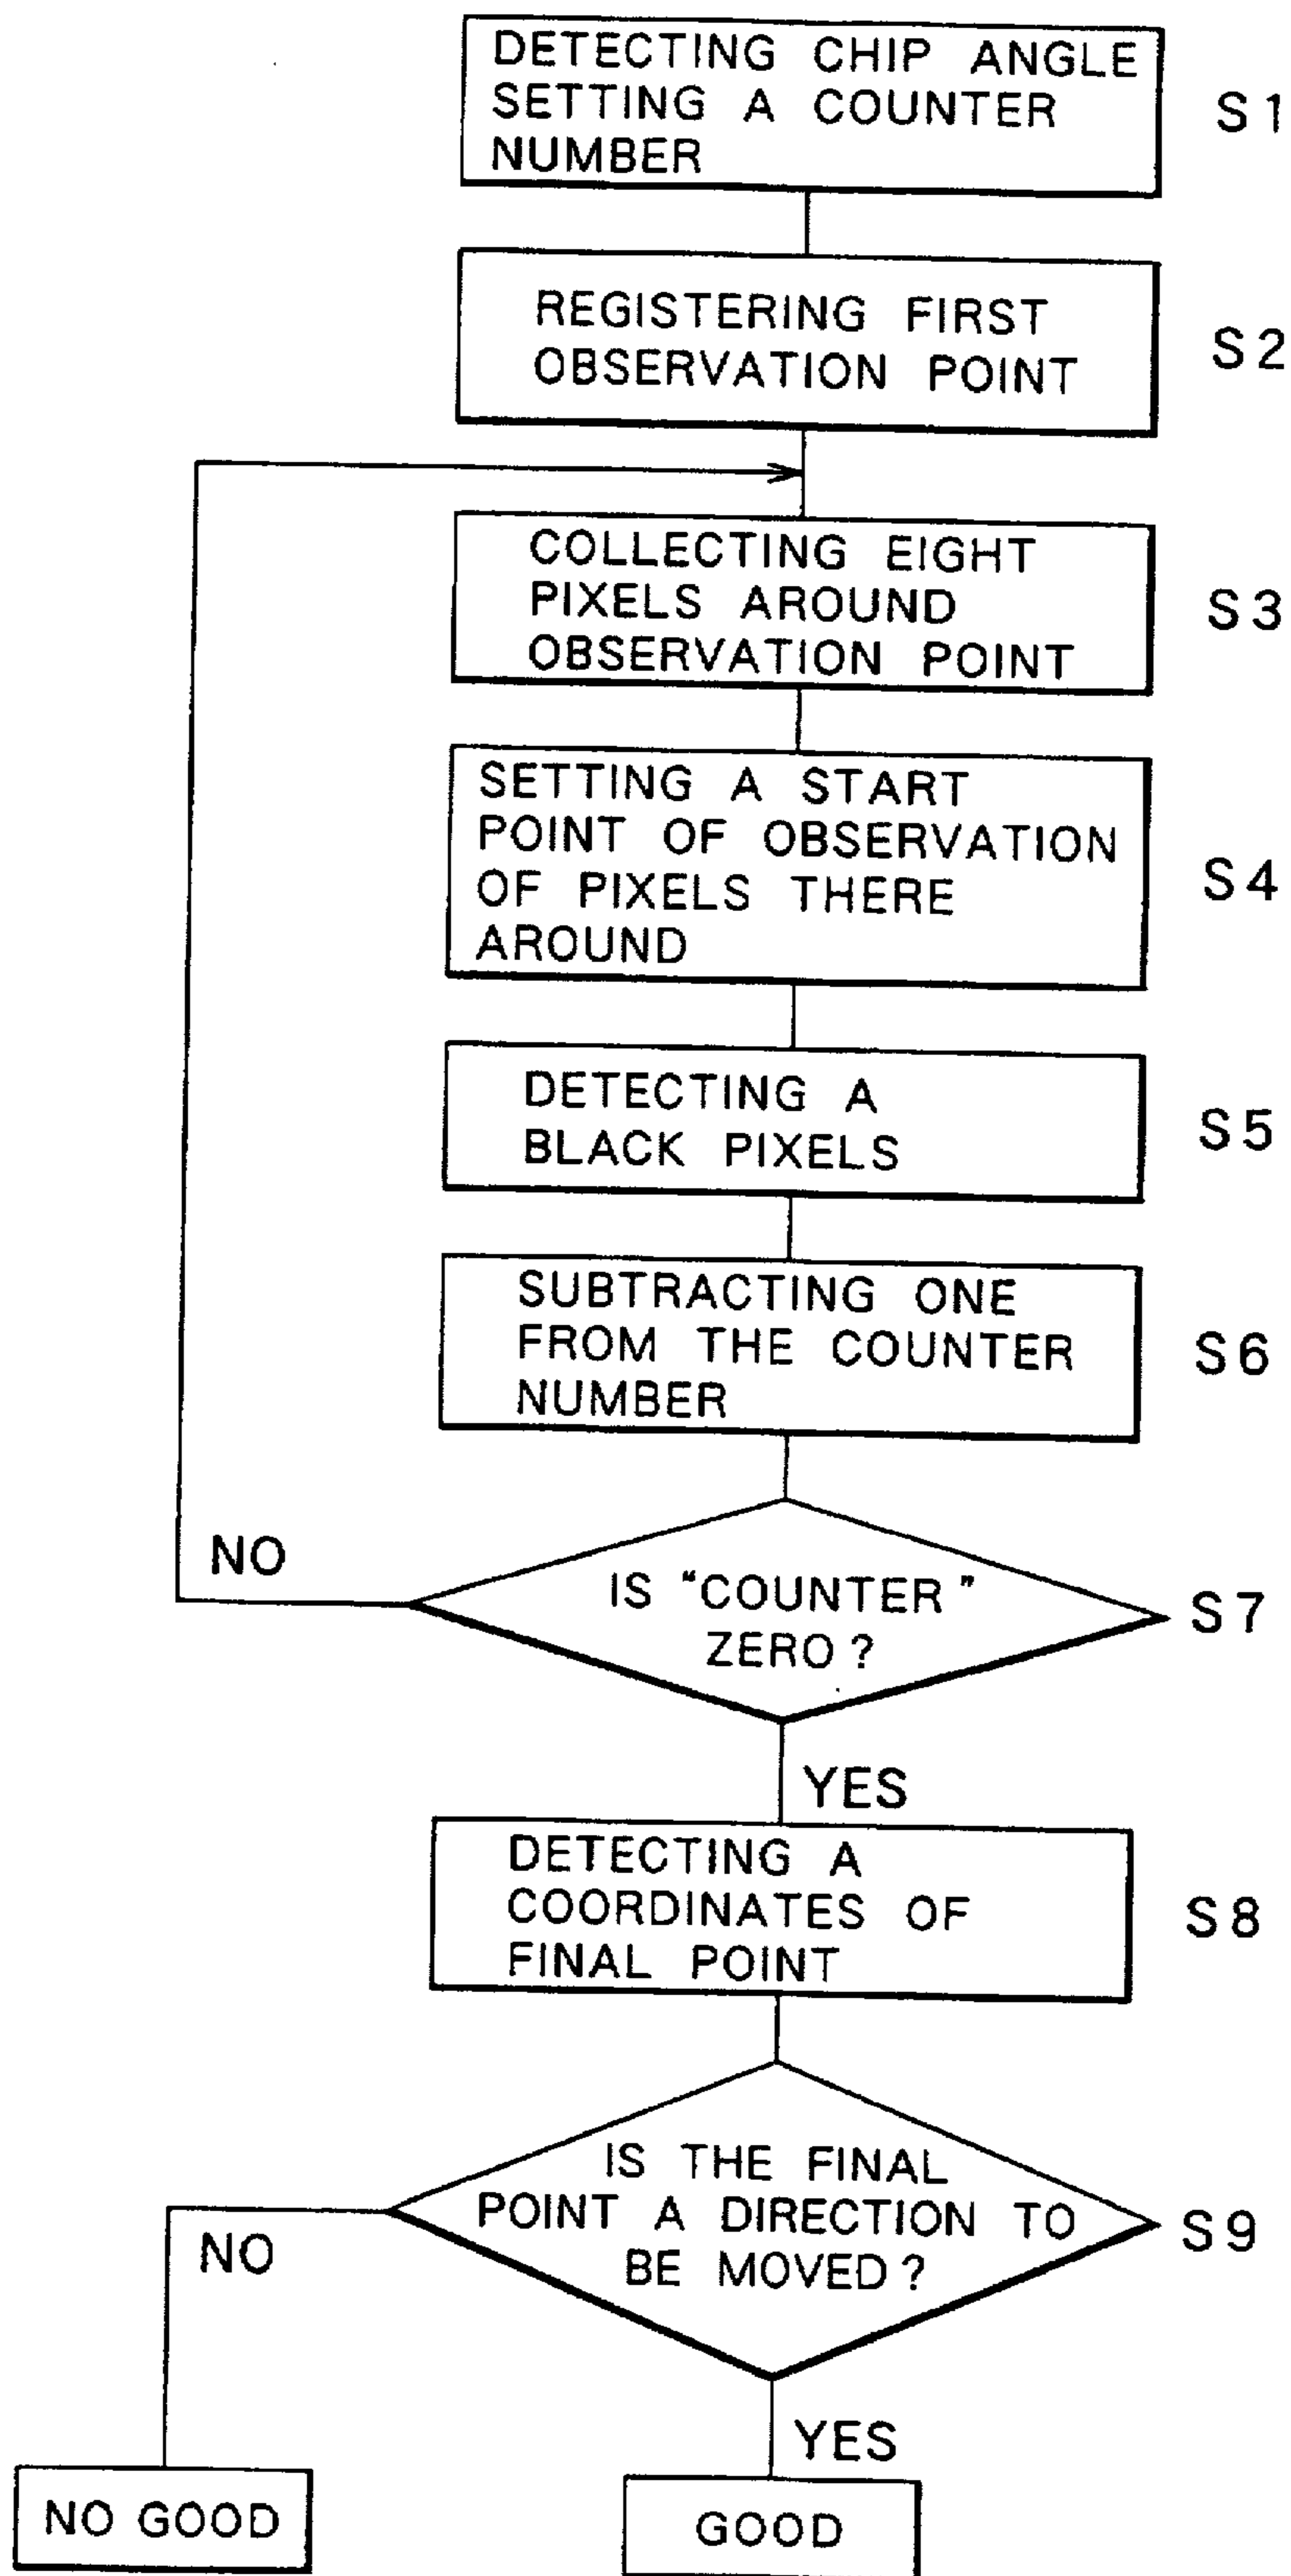 DETECTING CHIP ANGLE
SETTING A COUNTER
NUMBER
S1
REGISTERING FIRST
OBSERVATION POINT
S2
COLLECTING EIGHT
PIXELS AROUND
OBSERVATION POINT
S3
SETTING A START
POINT OF OBSERVATION
OF PIXELS THERE
AROUND
S4
DETECTING A
BLACK PIXELS
S5
SUBTRACTING ONE
FROM THE COUNTER
NUMBER
S6
NO
IS "COUNTER"
ZERO?
S7
YES
DETECTING A
COORDINATES OF
FINAL POINT
S8
IS THE FINAL
POINT A DIRECTION TO
BE MOVED?
S9
NO
YES
NO GOOD
GOOD